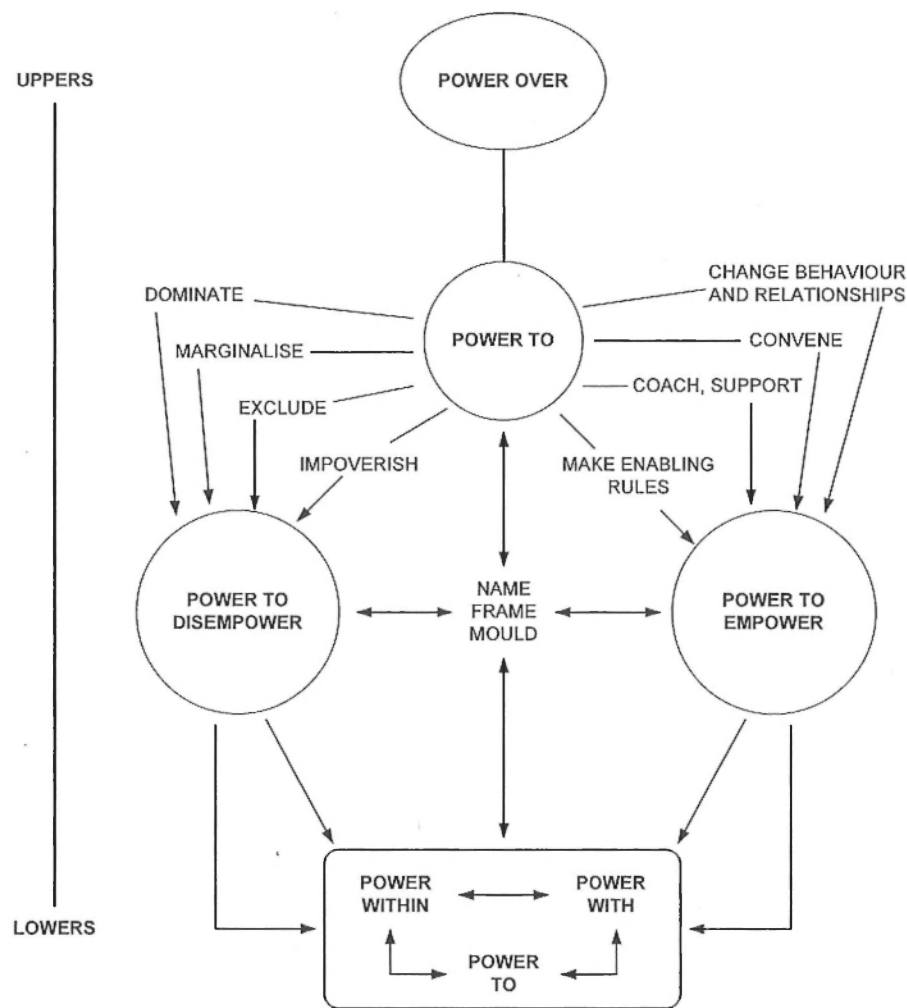 UPPERS
POWER OVER
DOMINATE
CHANGE BEHAVIOUR
AND RELATIONSHIPS
MARGINALISE
POWER TO
CONVENE
EXCLUDE
COACH, SUPPORT
IMPOVERISH
MAKE ENABLING
RULES
POWER TO
DISEMPOWER
NAME
FRAME
MOULD
POWER TO
EMPOWER
POWER
WITHIN
POWER
WITH
POWER
TO
LOWERS